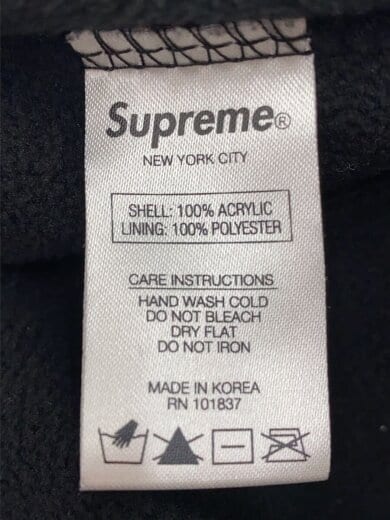 Supreme®
NEW YORK CITY
SHELL: 100% ACRYLIC
LINING: 100% POLYESTER
CARE INSTRUCTIONS
HAND WASH COLD
DO NOT BLEACH
DRY FLAT
DO NOT IRON
MADE IN KOREA
RN 101837